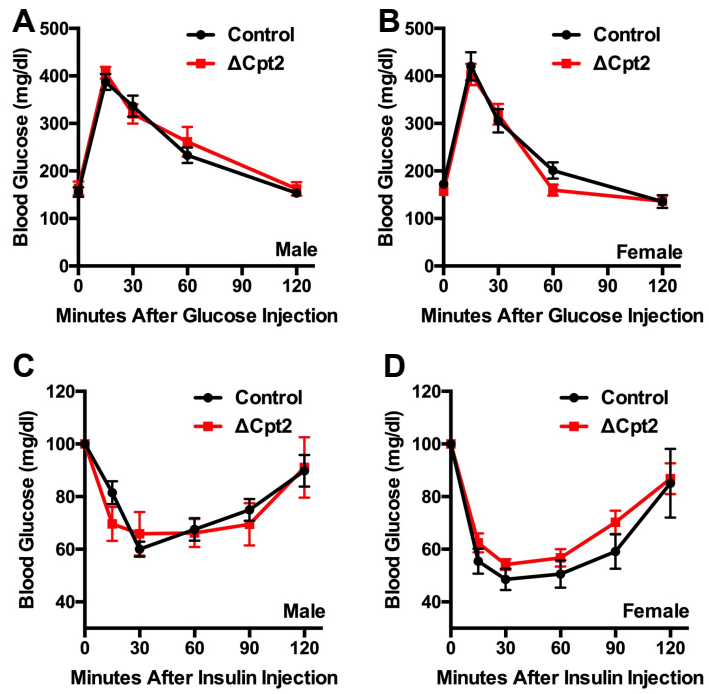 A
Blood Glucose (mg/dl)
500
400
300
200
100
0
Control
ΔCpt2
Male
0 30 60 90 120
Minutes After Glucose Injection
B
Blood Glucose (mg/dl)
500
400
300
200
100
0
Control
ΔCpt2
Female
0 30 60 90 120
Minutes After Glucose Injection
C
Blood Glucose (mg/dl)
120
100
80
60
40
Control
ΔCpt2
Male
0 30 60 90 120
Minutes After Insulin Injection
D
Blood Glucose (mg/dl)
120
100
80
60
40
Control
ΔCpt2
Female
0 30 60 90 120
Minutes After Insulin Injection